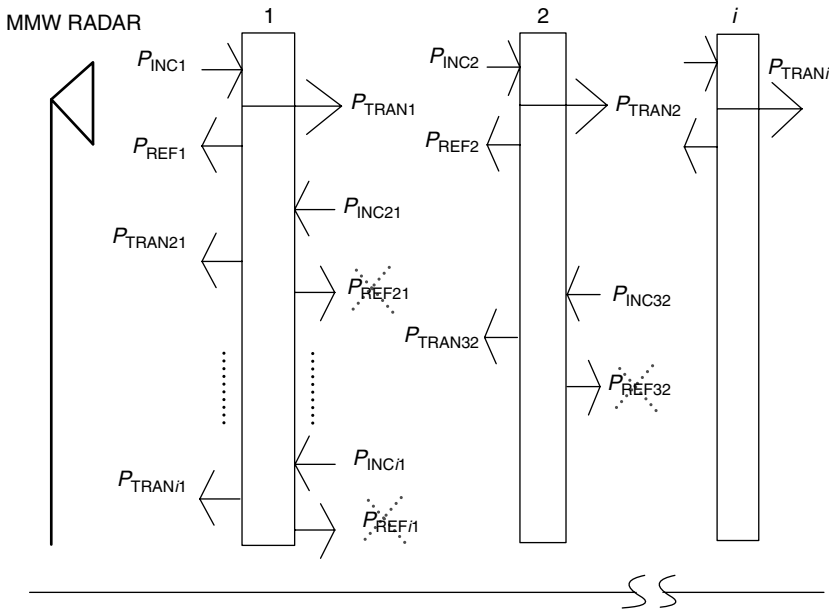 MMW RADAR
1
2
i
PINC1
PTRAN1
PREF1
PINC21
PTRAN21
PREF21
PINCi1
PTRANi1
PREFi1
PINC2
PTRAN2
PREF2
PINC32
PTRAN32
PREF32
PTRANi